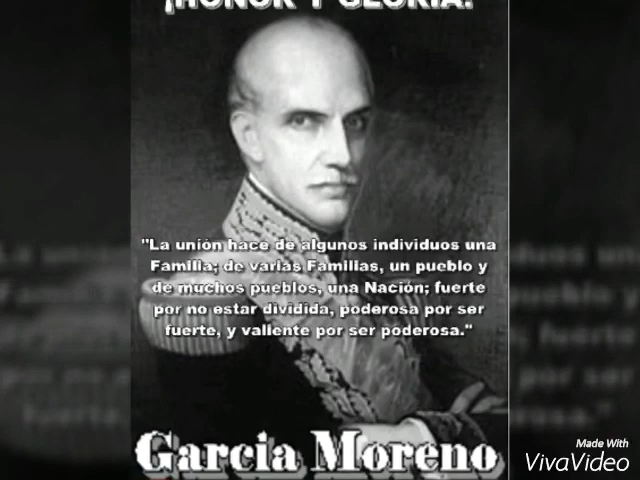 ¡HONOR Y GLORIA!
"La unión hace de algunos individuos una
Familia; de varias Familias, un pueblo y
de muchos pueblos, una Nación; fuerte
por no estar dividida, poderosa por ser
fuerte, y valiente por ser poderosa."
Garcia Moreno
Made With
VivaVideo